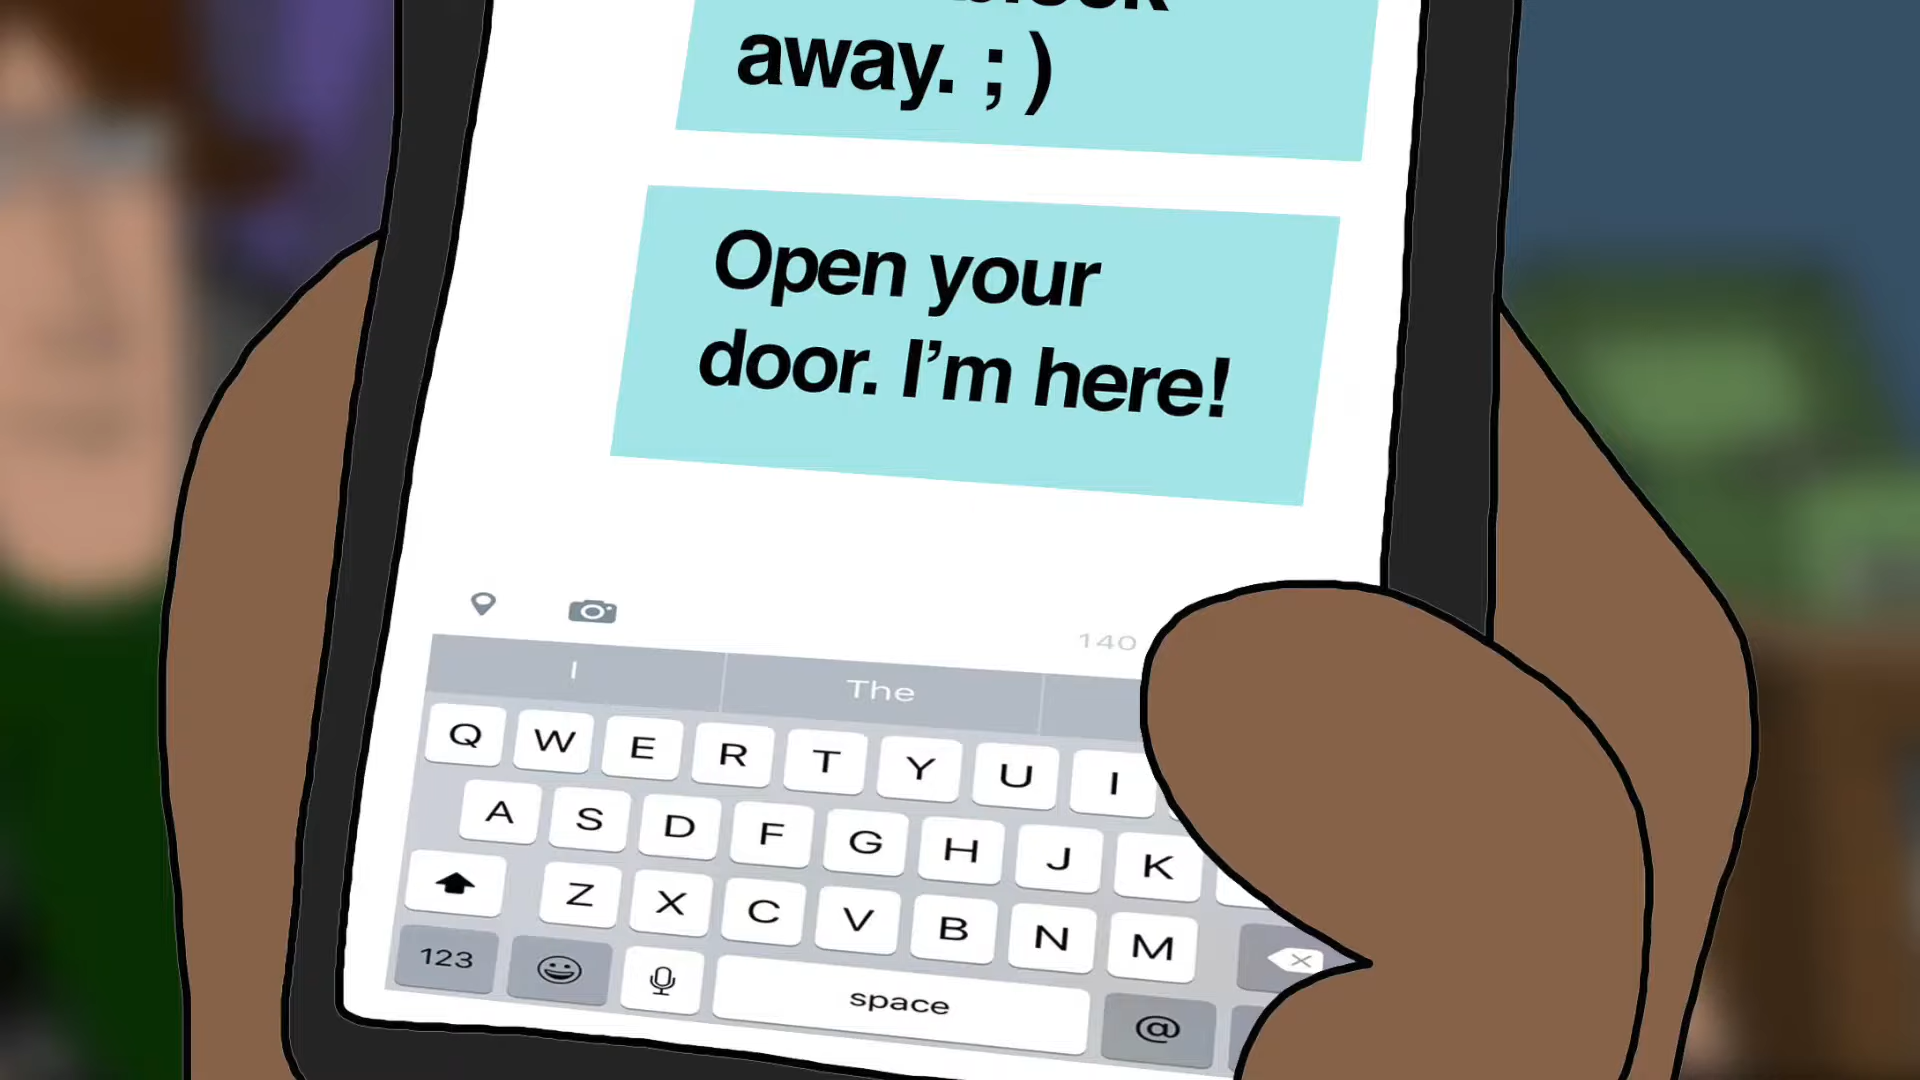 away. ; )
Open your
door. I’m here!
140
I The
Q W E R T Y U I
A S D F G H J K
Z X C V B N M
123 space @